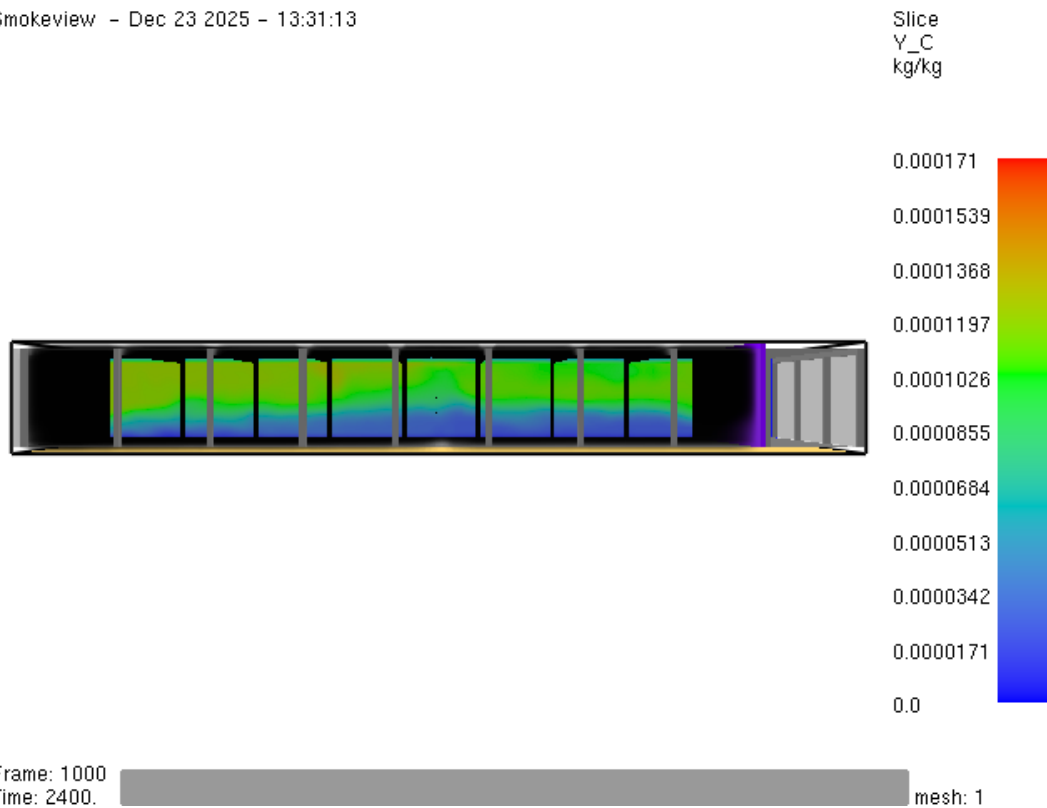 Smokeview - Dec 23 2025 - 13:31:13
Slice
Y_C
kg/kg
0.000171
0.0001539
0.0001368
0.0001197
0.0001026
0.0000855
0.0000684
0.0000513
0.0000342
0.0000171
0.0
Frame: 1000
Time: 2400.
mesh: 1